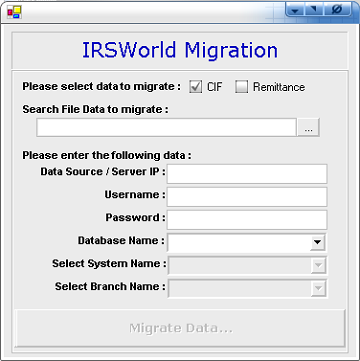 IRSWorld Migration
Please select data to migrate : CIF Remittance
Search File Data to migrate :
...
Please enter the following data :
Data Source / Server IP :
Username :
Password :
Database Name :
Select System Name :
Select Branch Name :
Migrate Data...